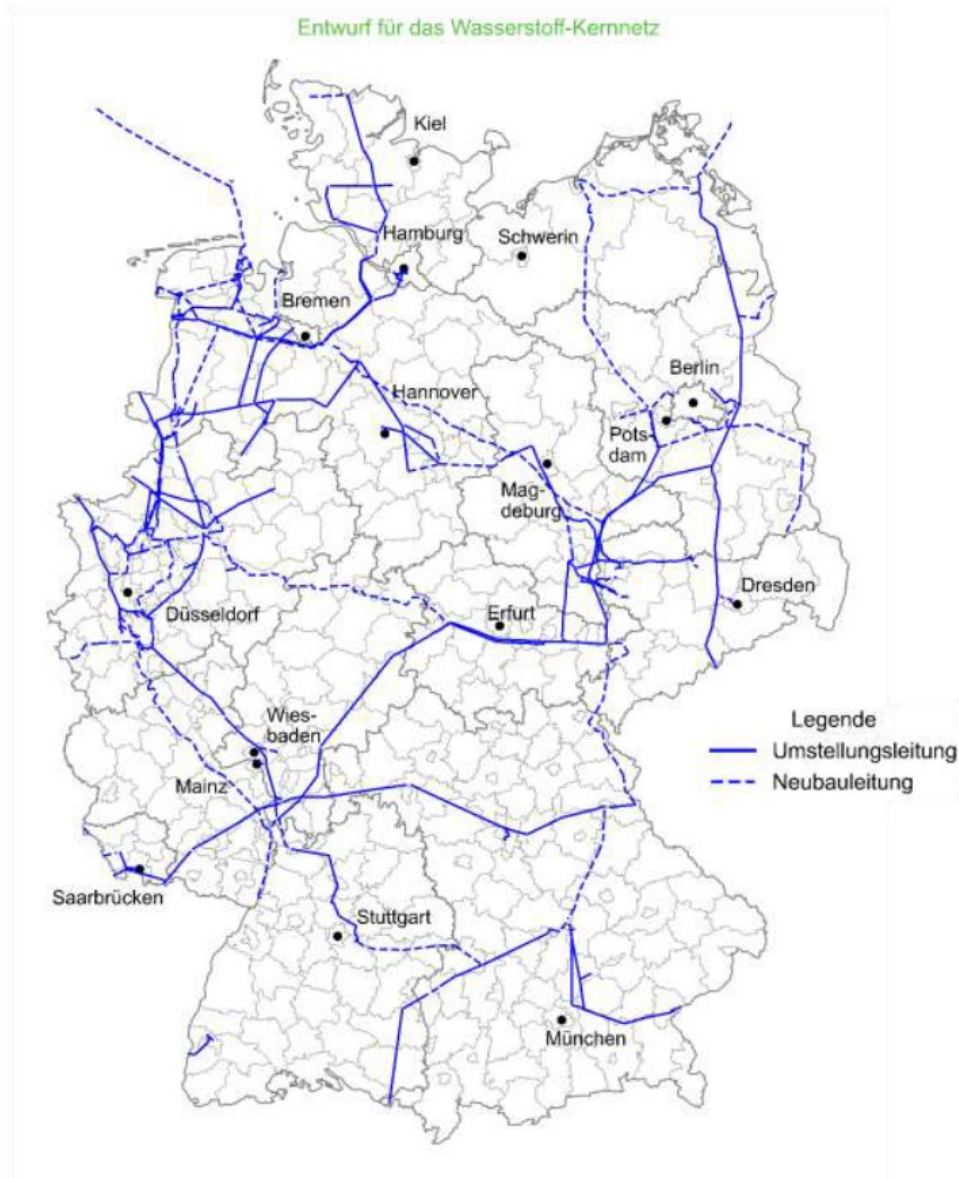 Entwurf für das Wasserstoff-Kernnetz
Kiel
Hamburg
Schwerin
Bremen
Berlin
Hannover
Pots-
dam
Mag-
deburg
Dresden
Düsseldorf
Erfurt
Wies-
baden
Legende
Umstellungsleitung
Mainz
Neubauleitung
Saarbrücken
Stuttgart
München